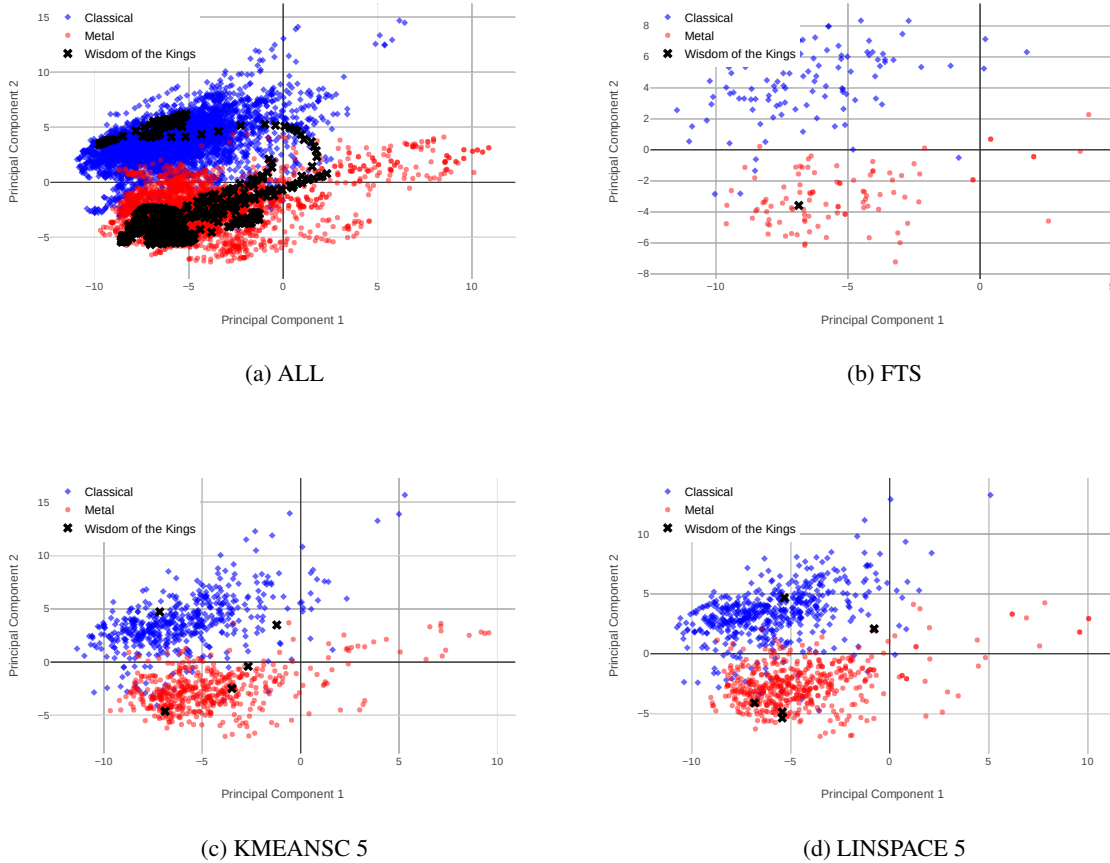 15
Classical
Metal
Wisdom of the Kings
10
5
0
−5
Principal Component 2
−10
−5
0
5
10
Principal Component 1
(a) ALL
8
Classical
Metal
Wisdom of the Kings
6
4
2
0
−2
−4
−6
−8
Principal Component 2
−10
−5
0
5
Principal Component 1
(b) FTS
15
Classical
Metal
Wisdom of the Kings
10
5
0
−5
Principal Component 2
−10
−5
0
5
10
Principal Component 1
(c) KMEANSC 5
Classical
Metal
Wisdom of the Kings
10
5
0
−5
Principal Component 2
−10
−5
0
5
10
Principal Component 1
(d) LINSPACE 5